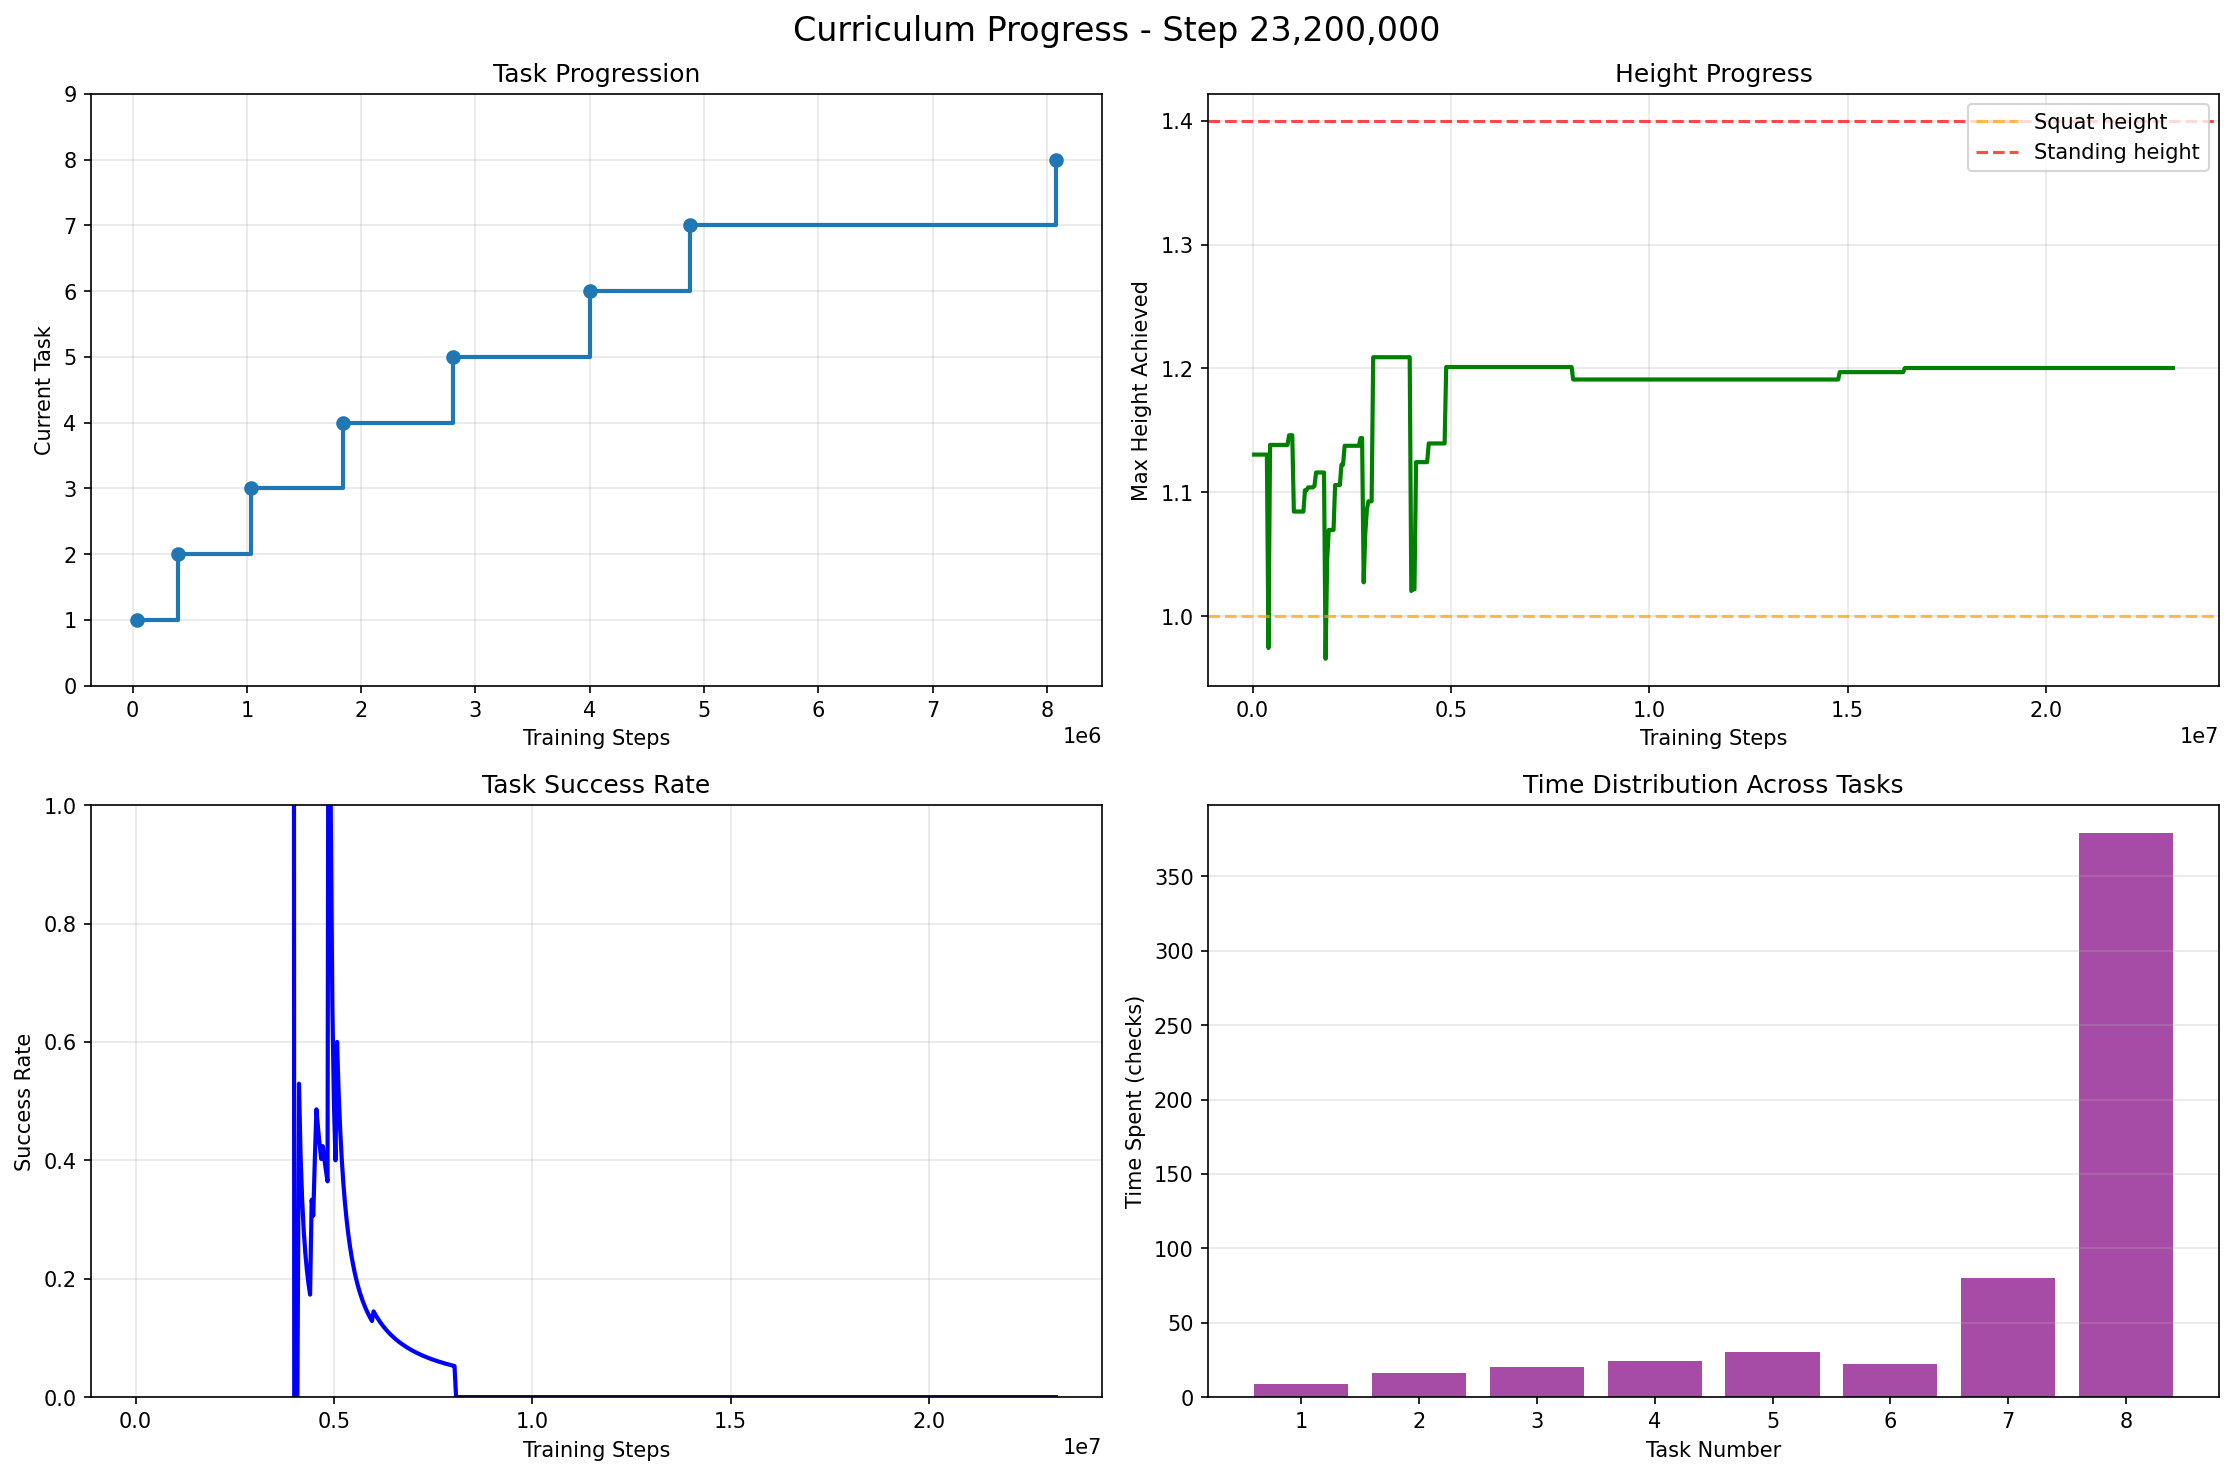 Curriculum Progress - Step 23,200,000
Task Progression
9
8
7
6
5
4
3
2
1
0
Current Task
0 1 2 3 4 5 6 7 8
1e6
Training Steps
Height Progress
Squat height
Standing height
1.4
1.3
1.2
1.1
1.0
Max Height Achieved
0.0 0.5 1.0 1.5 2.0
1e7
Training Steps
Task Success Rate
1.0
0.8
0.6
0.4
0.2
0.0
Success Rate
0.0 0.5 1.0 1.5 2.0
1e7
Training Steps
Time Distribution Across Tasks
350
300
250
200
150
100
50
0
Time Spent (checks)
1 2 3 4 5 6 7 8
Task Number